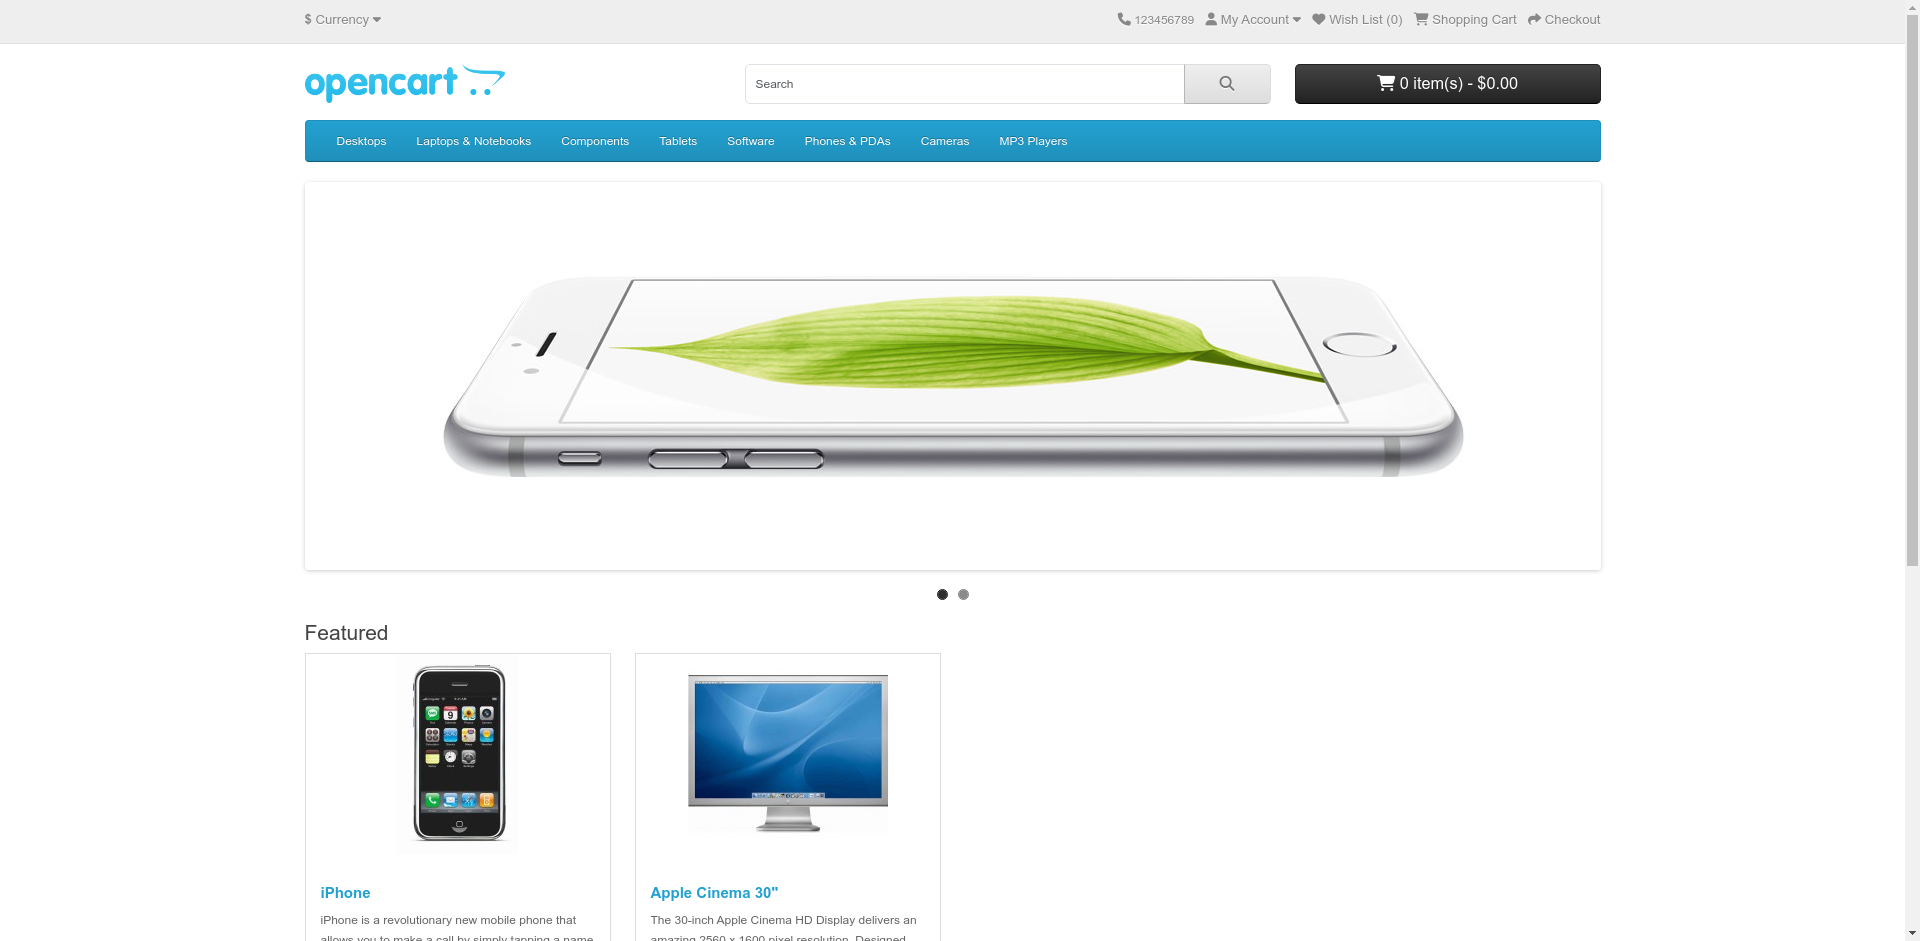 $ Currency
123456789 My Account Wish List (0) Shopping Cart Checkout
opencart
Search
0 item(s) - $0.00
Desktops Laptops & Notebooks Components Tablets Software Phones & PDAs Cameras MP3 Players
Featured
iPhone
iPhone is a revolutionary new mobile phone that
allows you to make a call by simply tapping a name
Apple Cinema 30"
The 30-inch Apple Cinema HD Display delivers an
amazing 2560 x 1600 pixel resolution. Designed